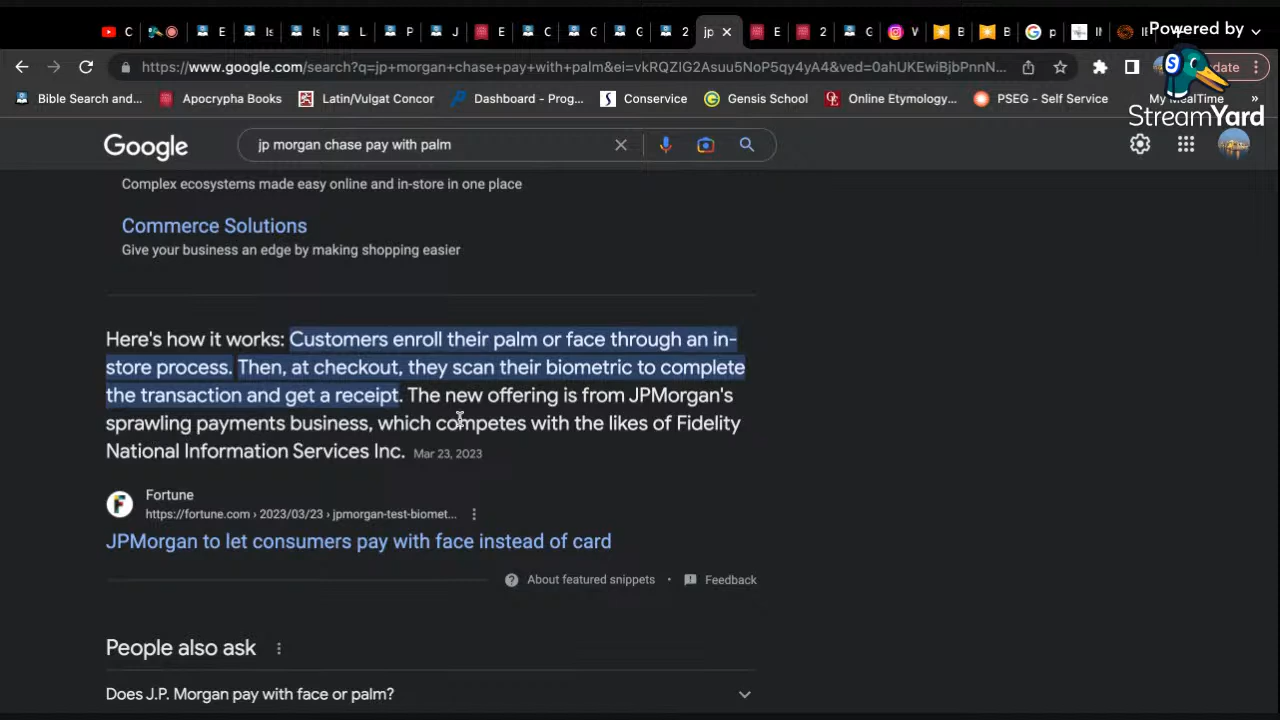 C
E
Is
Is
L
P
E
C
G
G
2
jp
E
2
G
W
B
B
p
Powered by
https://www.google.com/search?q=jp+morgan+chase+pay+with+palm&ei=vkRQZIG2Asuu5NoP5qy4yA4&ved=0ahUKEwiBjbPnnN...
date
Bible Search and...
Apocrypha Books
Latin/Vulgat Concor
Dashboard - Prog...
Conservice
Gensis School
Online Etymology...
PSEG - Self Service
My MealTime
»
StreamYard
Google
jp morgan chase pay with palm
Complex ecosystems made easy online and in-store in one place
Commerce Solutions
Give your business an edge by making shopping easier
Here's how it works: Customers enroll their palm or face through an in-
store process. Then, at checkout, they scan their biometric to complete
the transaction and get a receipt. The new offering is from JPMorgan's
sprawling payments business, which competes with the likes of Fidelity
National Information Services Inc. Mar 23, 2023
Fortune
https://fortune.com › 2023/03/23 › jpmorgan-test-biomet...
JPMorgan to let consumers pay with face instead of card
About featured snippets • Feedback
People also ask
Does J.P. Morgan pay with face or palm?